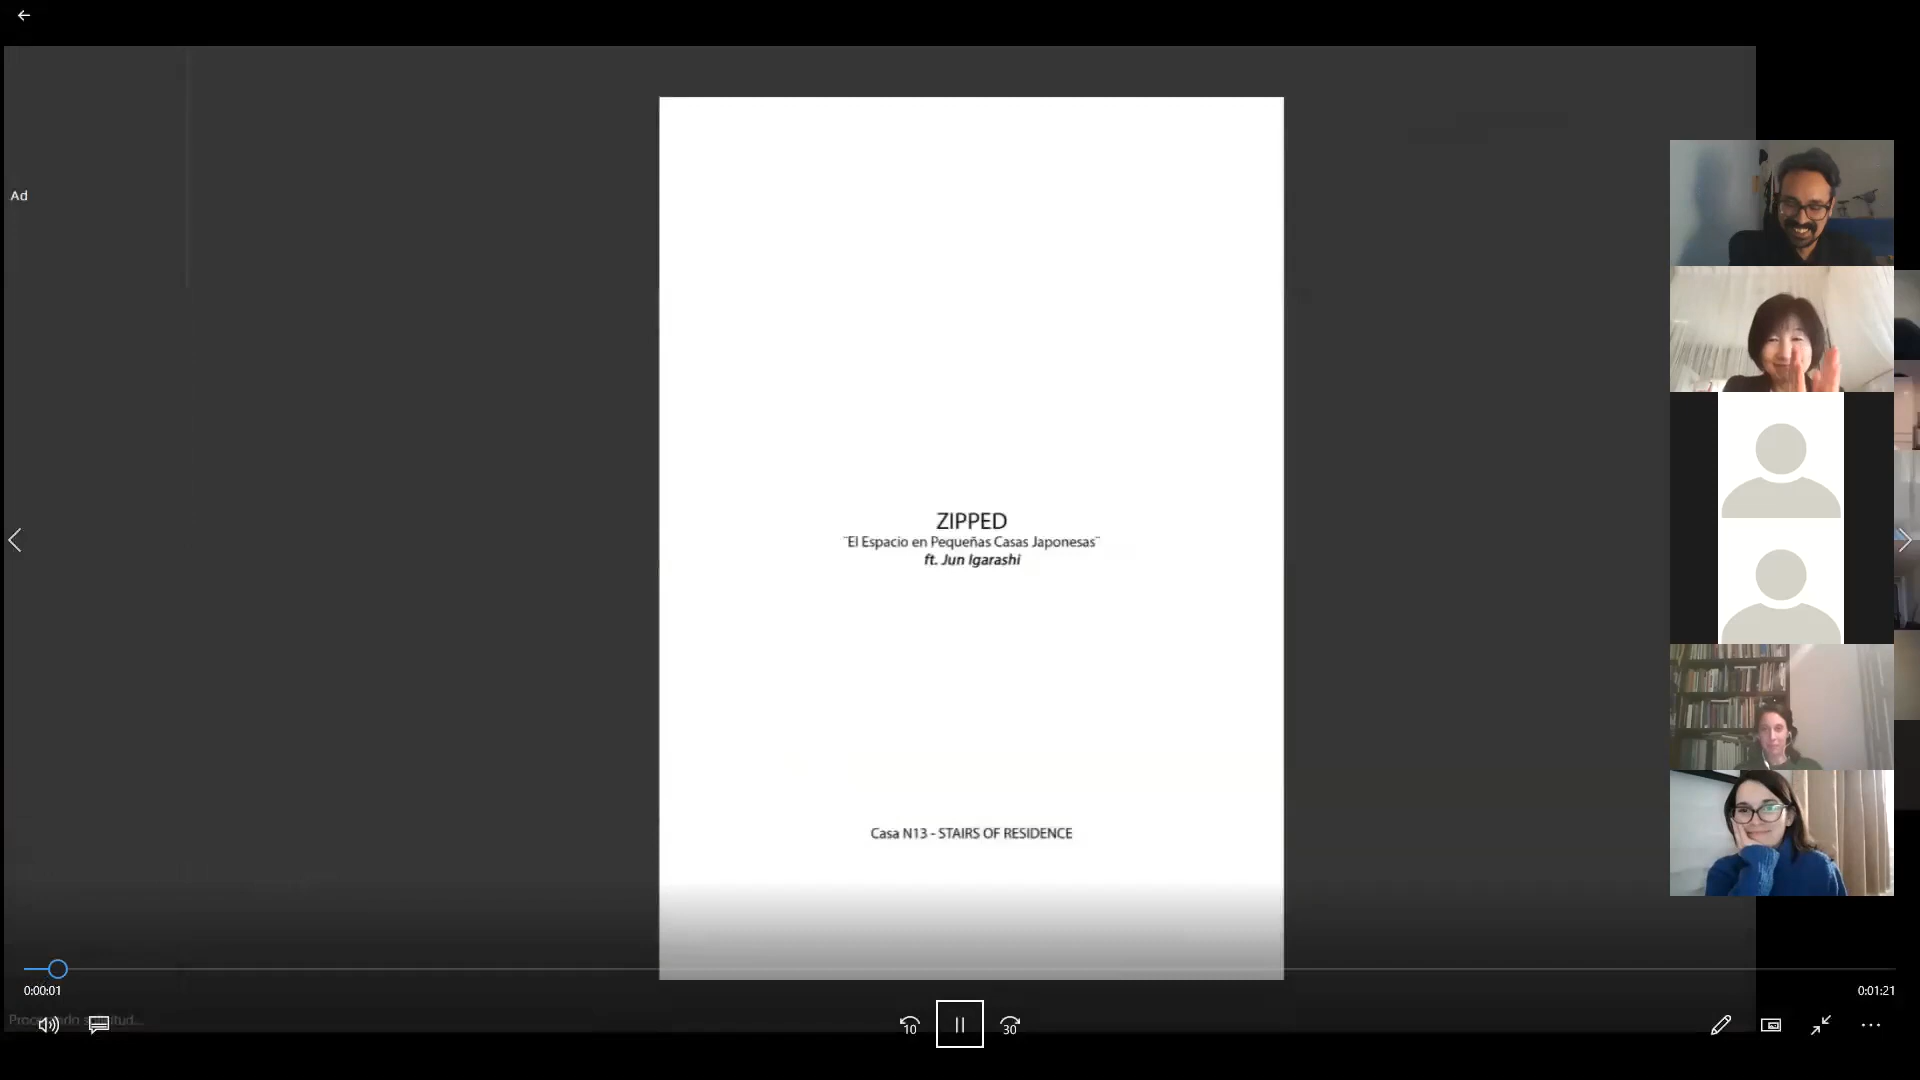 Ad
ZIPPED
¨El Espacio en Pequeñas Casas Japonesas¨
ft. Jun Igarashi
Casa N13 - STAIRS OF RESIDENCE
0:00:01
0:01:21
10
30